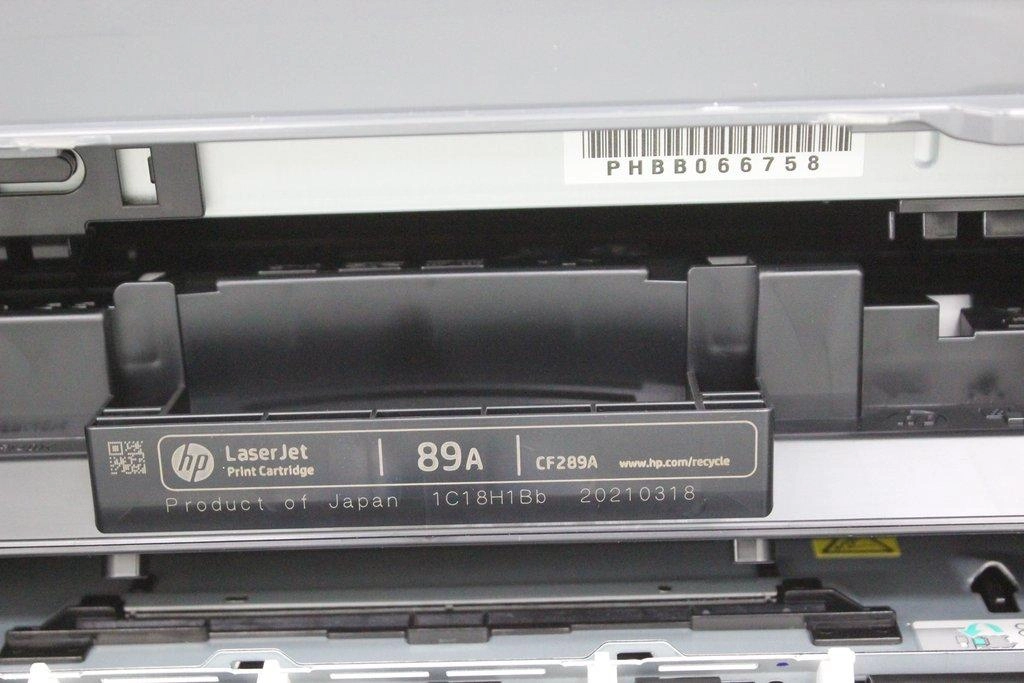 PHBB066758
hp LaserJet
Print Cartridge
89A
CF289A
www.hp.com/recycle
Product of Japan 1C18H1Bb 20210318